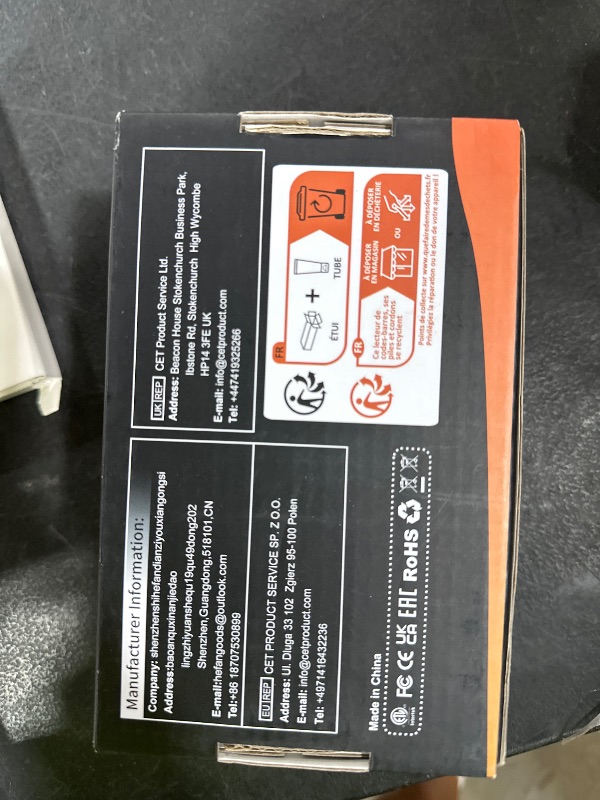 Manufacturer Information:
Company: shenzhenshihefandianziyouxiangongsi
Address:baoanquxinanjiedao
lingzhiyuanshequ19qu49dong202
Shenzhen,Guangdong,518101,CN
E-mail:hefangoods@outlook.com
Tel:+86 18707530899
EU REP CET PRODUCT SERVICE SP. Z O.O.
Address: Ul. Dluga 33 102 Zgierz 95-100 Polen
E-mail: info@cetproduct.com
Tel: +4971416432236
Made in China
Intertek FC CE UK CA EAC RoHS
UK REP CET Product Service Ltd.
Address: Beacon House Stokenchurch Business Park,
Ibstone Rd, Stokenchurch High Wycombe
HP14 3FE UK
E-mail: info@cetproduct.com
Tel: +447419325266
FR
ÉTUI + TUBE
FR
Ce lecteur de
codes-barres, ses
piles et cordons
se recyclent
À DÉPOSER
EN MAGASIN
OU
À DÉPOSER
EN DÉCHÈTERIE
Points de collecte sur www.quefairedemesdechets.fr
Privilégiez la réparation ou le don de votre appareil !